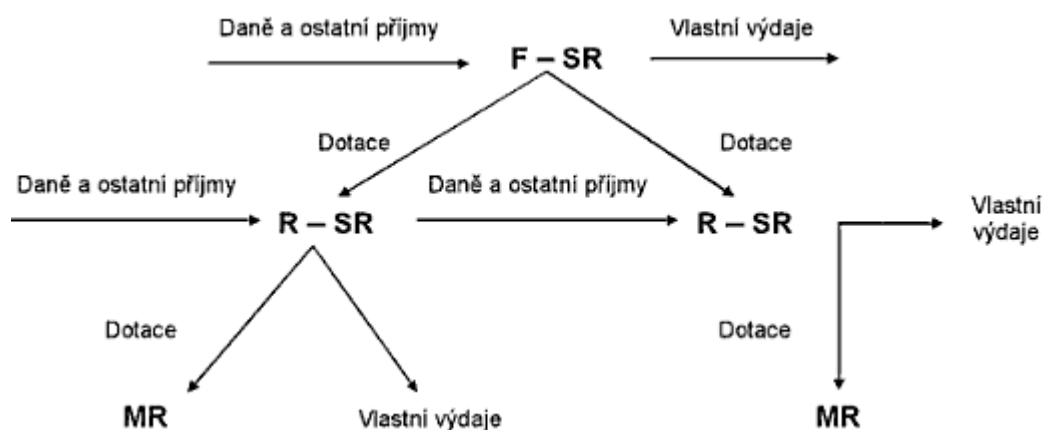 Daně a ostatní příjmy
Vlastní výdaje
F – SR
Dotace
Dotace
Daně a ostatní příjmy
Daně a ostatní příjmy
R – SR
R – SR
Vlastní
výdaje
Dotace
Dotace
MR
Vlastní výdaje
MR